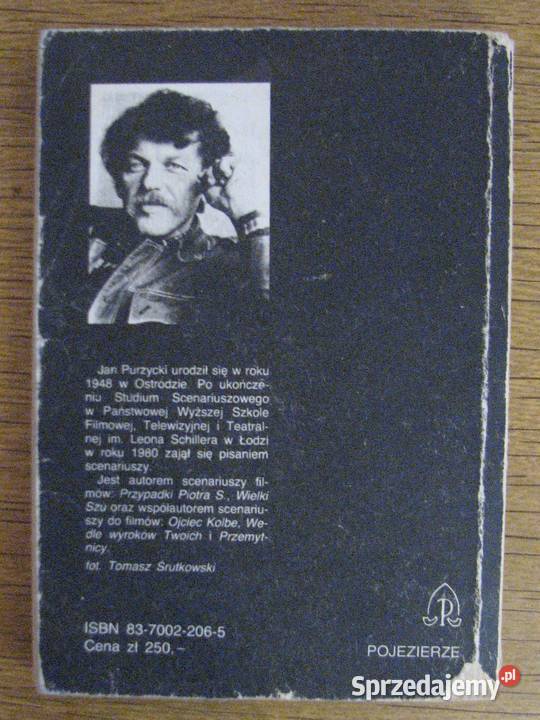 Jan Purzycki urodził się w roku
1948 w Ostródzie. Po ukończe-
niu Studium Scenariuszowego
w Państwowej Wyższej Szkole
Filmowej, Telewizyjnej i Teatral-
nej im. Leona Schillera w Łodzi
w roku 1980 zajął się pisaniem
scenariuszy.
Jest autorem scenariuszy fil-
mów: Przypadki Piotra S., Wielki
Szu oraz współautorem scenariu-
szy do filmów: Ojciec Kolbe, We-
dle wyroków Twoich i Przemyt-
nicy.
fot. Tomasz Śrutkowski
ISBN 83-7002-206-5
Cena zł 250,-
P
POJEZIERZE
Sprzedajemy.pl